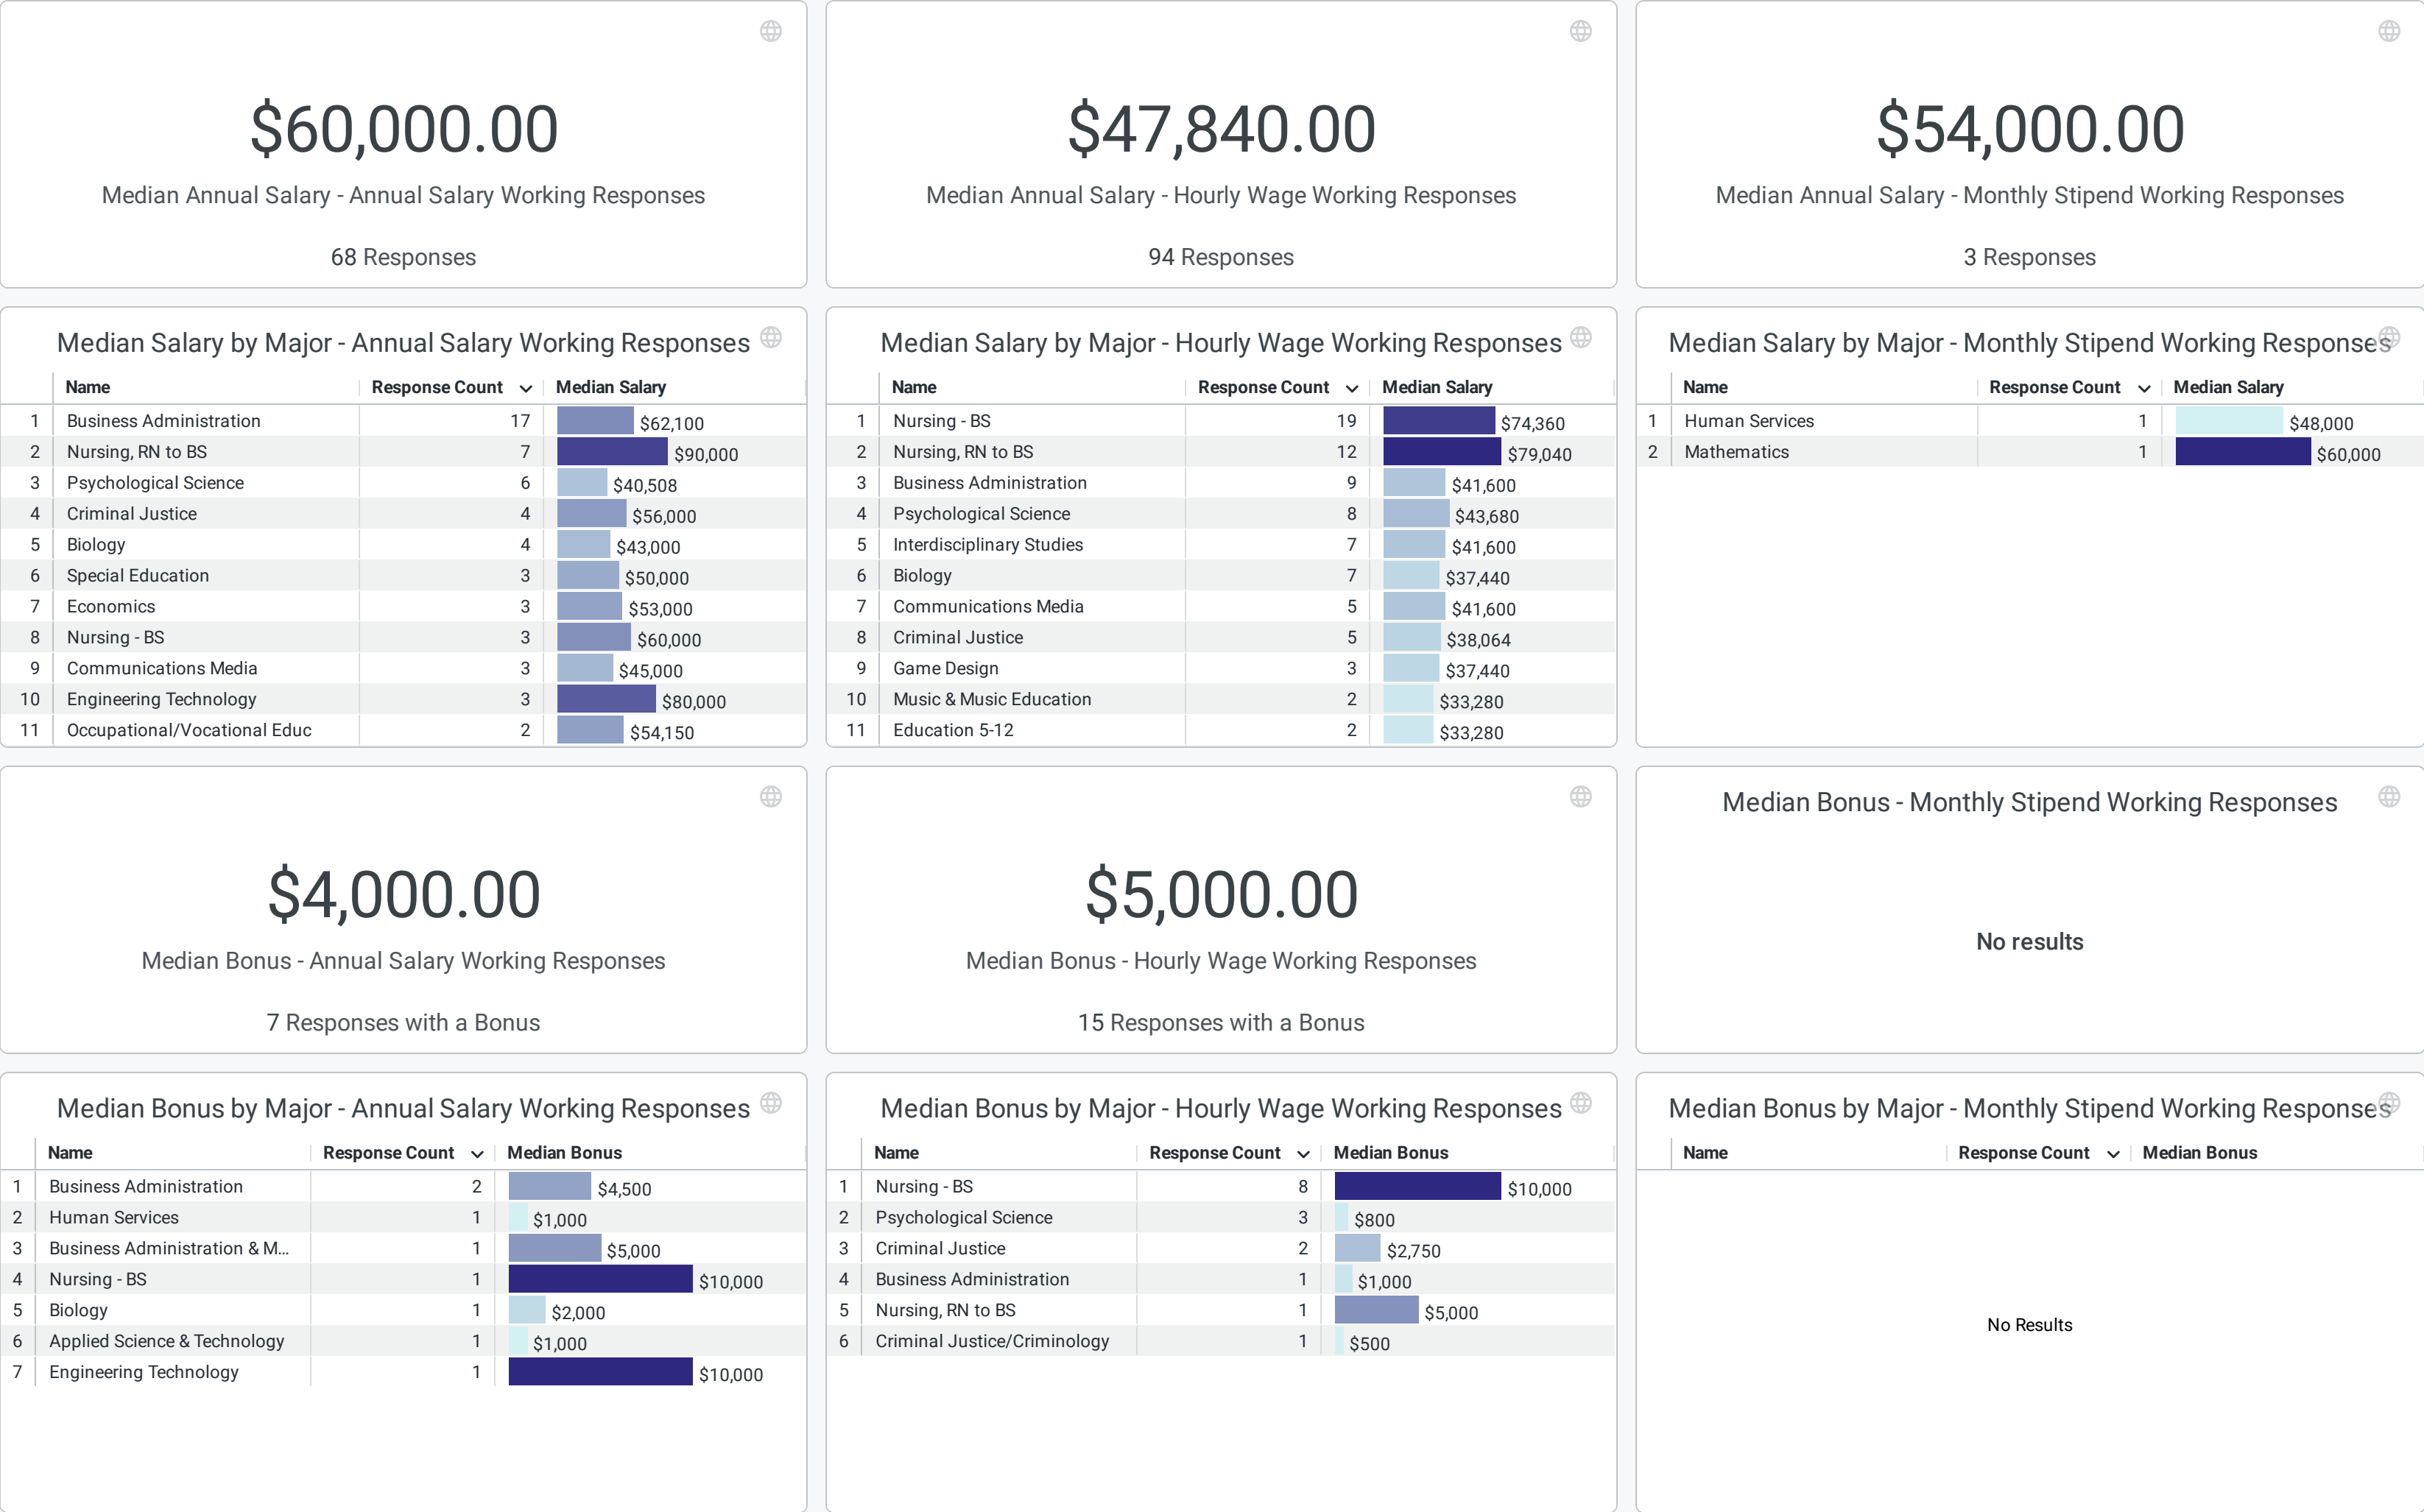 $60,000.00
Median Annual Salary - Annual Salary Working Responses
68 Responses
$47,840.00
Median Annual Salary - Hourly Wage Working Responses
94 Responses
$54,000.00
Median Annual Salary - Monthly Stipend Working Responses
3 Responses
Median Salary by Major - Annual Salary Working Responses
Name Response Count Median Salary
1 Business Administration 17 $62,100
2 Nursing, RN to BS 7 $90,000
3 Psychological Science 6 $40,508
4 Criminal Justice 4 $56,000
5 Biology 4 $43,000
6 Special Education 3 $50,000
7 Economics 3 $53,000
8 Nursing - BS 3 $60,000
9 Communications Media 3 $45,000
10 Engineering Technology 3 $80,000
11 Occupational/Vocational Educ 2 $54,150
Median Salary by Major - Hourly Wage Working Responses
Name Response Count Median Salary
1 Nursing - BS 19 $74,360
2 Nursing, RN to BS 12 $79,040
3 Business Administration 9 $41,600
4 Psychological Science 8 $43,680
5 Interdisciplinary Studies 7 $41,600
6 Biology 7 $37,440
7 Communications Media 5 $41,600
8 Criminal Justice 5 $38,064
9 Game Design 3 $37,440
10 Music & Music Education 2 $33,280
11 Education 5-12 2 $33,280
Median Salary by Major - Monthly Stipend Working Responses
Name Response Count Median Salary
1 Human Services 1 $48,000
2 Mathematics 1 $60,000
$4,000.00
Median Bonus - Annual Salary Working Responses
7 Responses with a Bonus
$5,000.00
Median Bonus - Hourly Wage Working Responses
15 Responses with a Bonus
Median Bonus - Monthly Stipend Working Responses
No results
Median Bonus by Major - Annual Salary Working Responses
Name Response Count Median Bonus
1 Business Administration 2 $4,500
2 Human Services 1 $1,000
3 Business Administration & M... 1 $5,000
4 Nursing - BS 1 $10,000
5 Biology 1 $2,000
6 Applied Science & Technology 1 $1,000
7 Engineering Technology 1 $10,000
Median Bonus by Major - Hourly Wage Working Responses
Name Response Count Median Bonus
1 Nursing - BS 8 $10,000
2 Psychological Science 3 $800
3 Criminal Justice 2 $2,750
4 Business Administration 1 $1,000
5 Nursing, RN to BS 1 $5,000
6 Criminal Justice/Criminology 1 $500
Median Bonus by Major - Monthly Stipend Working Responses
Name Response Count Median Bonus
No Results